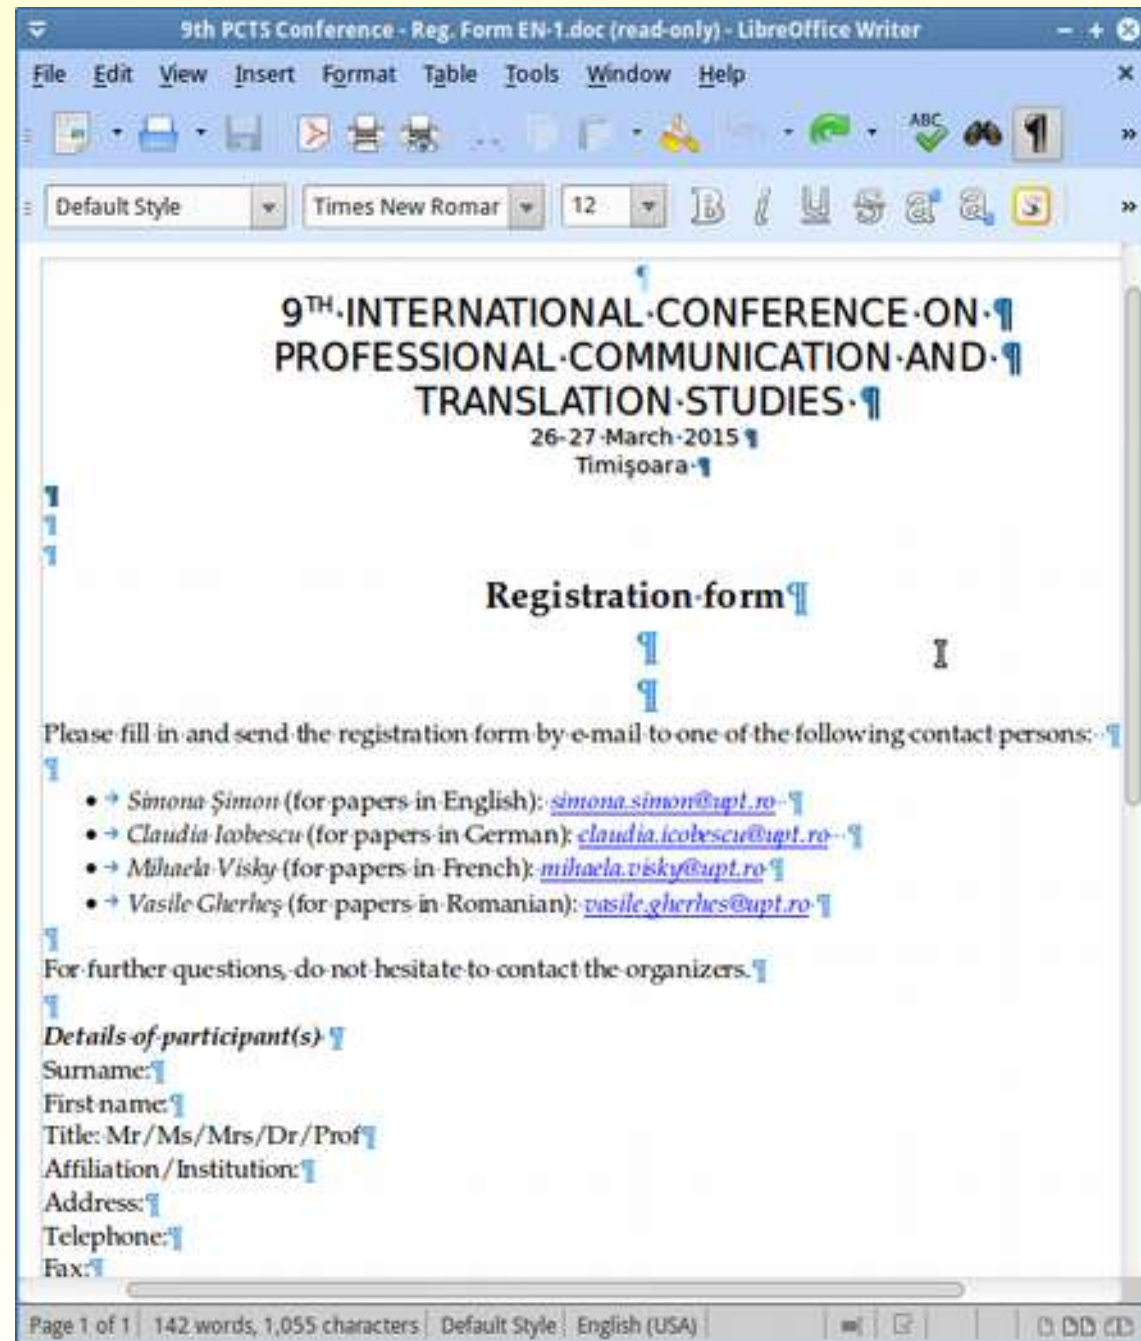 9th PCTS Conference - Reg. Form EN-1.doc (read-only) - LibreOffice Writer
File Edit View Insert Format Table Tools Window Help
ABC
Default Style Times New Romar 12
9TH INTERNATIONAL CONFERENCE ON
PROFESSIONAL COMMUNICATION AND
TRANSLATION STUDIES
26-27 March 2015
Timişoara
Registration form
Please fill in and send the registration form by e-mail to one of the following contact persons:
Simona Şimon (for papers in English): simona.simon@upt.ro
Claudia Icobescu (for papers in German): claudia.icobescu@upt.ro
Mihaela Visky (for papers in French): mihaela.visky@upt.ro
Vasile Gherheş (for papers in Romanian): vasile.gherhes@upt.ro
For further questions, do not hesitate to contact the organizers.
Details of participant(s)
Surname:
First name:
Title: Mr/Ms/Mrs/Dr/Prof
Affiliation/Institution:
Address:
Telephone:
Fax:
Page 1 of 1 142 words, 1,055 characters Default Style English (USA)